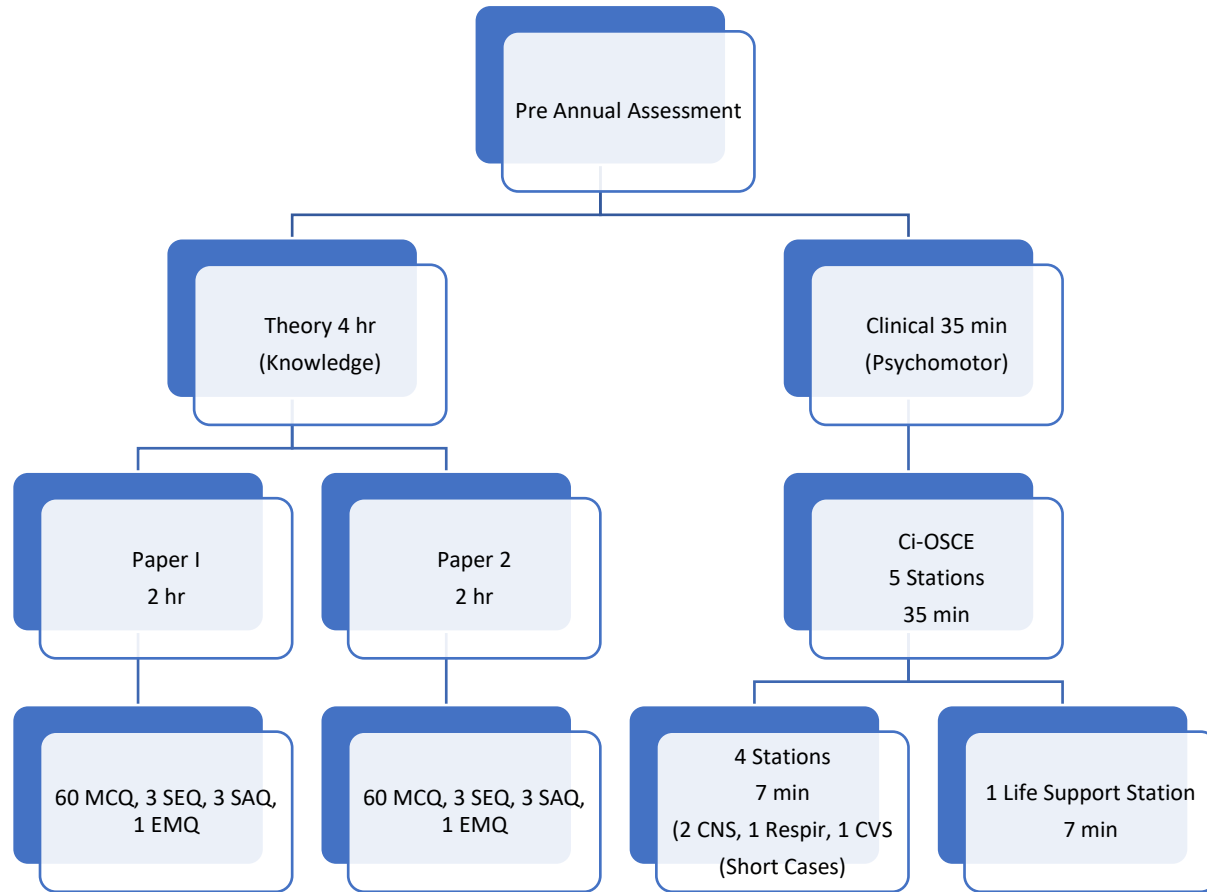 Pre Annual Assessment
Theory 4 hr
(Knowledge)
Clinical 35 min
(Psychomotor)
Paper I
2 hr
Paper 2
2 hr
Ci-OSCE
5 Stations
35 min
60 MCQ, 3 SEQ, 3 SAQ,
1 EMQ
60 MCQ, 3 SEQ, 3 SAQ,
1 EMQ
4 Stations
7 min
(2 CNS, 1 Respir, 1 CVS
(Short Cases)
1 Life Support Station
7 min